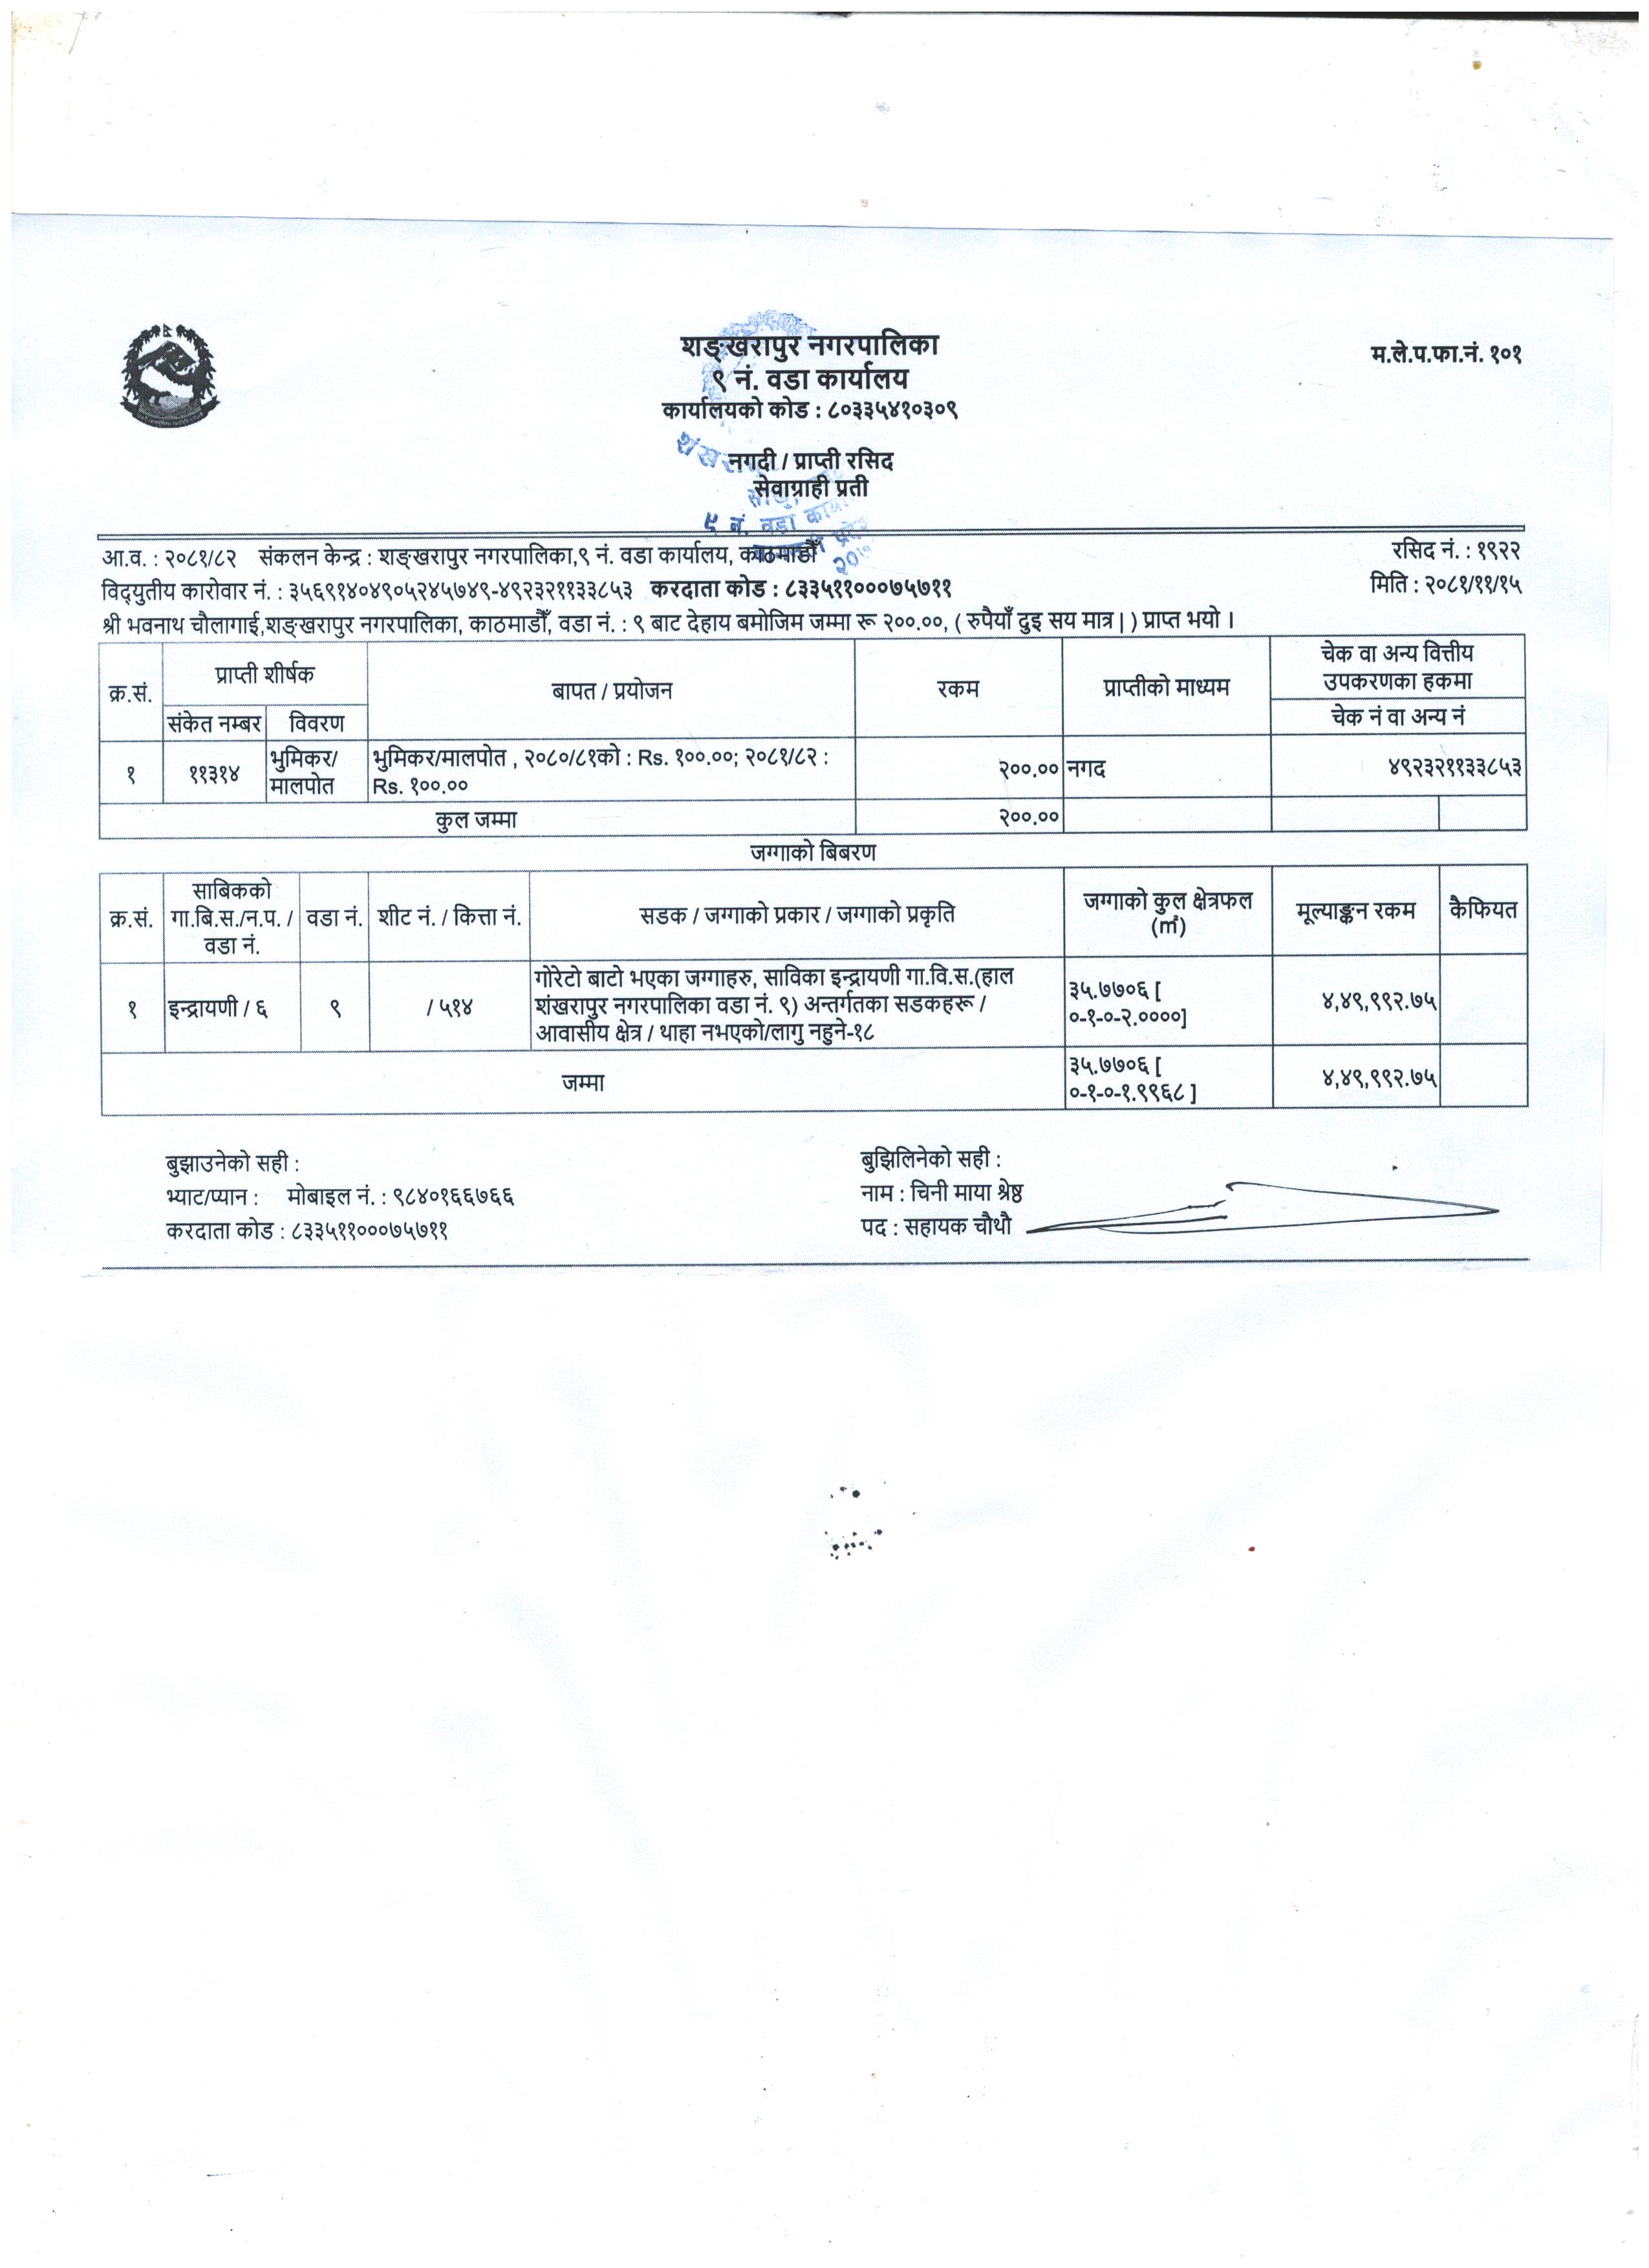 शङ्खरापुर नगरपालिका
म.ले.प.फा.नं. १०१
९ नं. वडा कार्यालय
कार्यालयको कोड : ८०३३५४१०३०९
नगदी / प्राप्ती रसिद
सेवाग्राही प्रती
९ नं. वडा
आ.व. : २०८१/८२ संकलन केन्द्र : शङ्खरापुर नगरपालिका,९ नं. वडा कार्यालय, काठमाडौँ
रसिद नं. : १९२२
विद्युतीय कारोवार नं. : ३५६९१४०४९०५२४५७४९-४९२३२११३३८५३ करदाता कोड : ८३३५११०००७५७११
मिति : २०८१/११/१५
श्री भवनाथ चौलागाई,शङ्खरापुर नगरपालिका, काठमाडौँ, वडा नं. : ९ बाट देहाय बमोजिम जम्मा रू २००.००, ( रुपैयाँ दुइ सय मात्र | ) प्राप्त भयो ।
क्र.सं. प्राप्ती शीर्षक बापत / प्रयोजन रकम प्राप्तीको माध्यम चेक वा अन्य वित्तीय
उपकरणका हकमा
संकेत नम्बर विवरण चेक नं वा अन्य नं
१ ११३१४ भुमिकर/ भुमिकर/मालपोत , २०८०/८१को : Rs. १००.००; २०८१/८२ : २००.०० नगद ४९२३२११३३८५३
मालपोत Rs. १००.००
कुल जम्मा २००.००
जग्गाको बिबरण
क्र.सं. साबिकको वडा नं. शीट नं. / कित्ता नं. सडक / जग्गाको प्रकार / जग्गाको प्रकृति जग्गाको कुल क्षेत्रफल मूल्याङ्कन रकम कैफियत
गा.बि.स./न.प. / (㎡)
वडा नं.
१ इन्द्रायणी / ६ ९ / ५१४ गोरेटो बाटो भएका जग्गाहरु, साविका इन्द्रायणी गा.वि.स.(हाल ३५.७७०६ [ ४,४९,९९२.७५
शंखरापुर नगरपालिका वडा नं. ९) अन्तर्गतका सडकहरू / ०-१-०-२.००००]
आवासीय क्षेत्र / थाहा नभएको/लागु नहुने-१८
जम्मा ३५.७७०६ [ ४,४९,९९२.७५
०-१-०-१.९९६८ ]
बुझाउनेको सही :
बुझिलिनेको सही :
भ्याट/प्यान : मोबाइल नं. : ९८४०१६६७६६
नाम : चिनी माया श्रेष्ठ
करदाता कोड : ८३३५११०००७५७११
पद : सहायक चौथौ